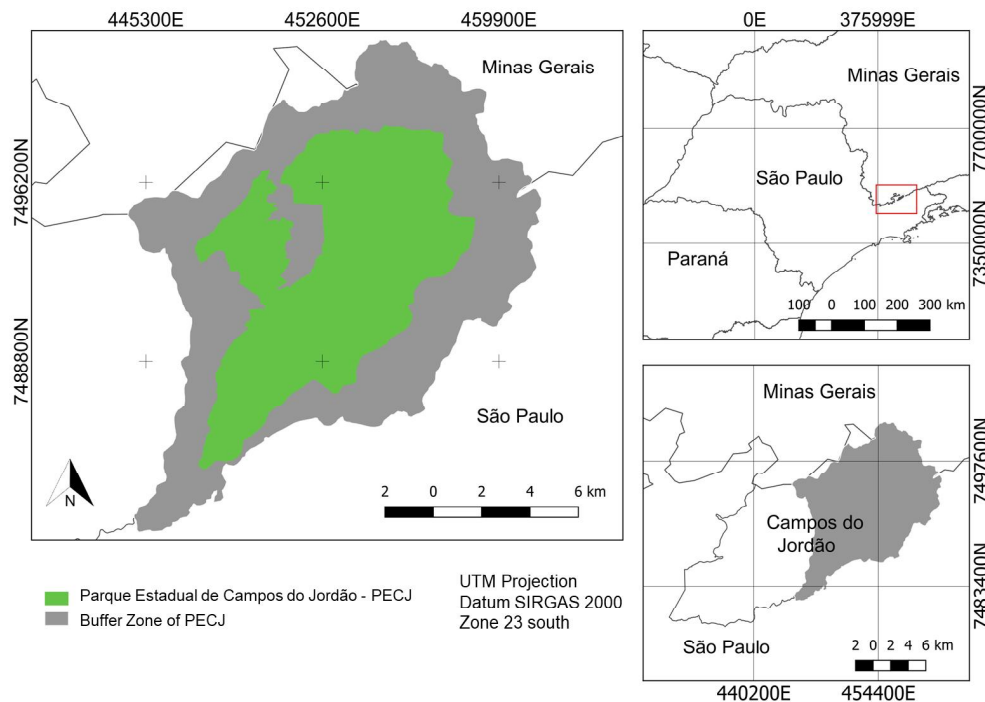 445300E 452600E 459900E
Minas Gerais
7496200N
7488800N
São Paulo
N
2 0 2 4 6 km
Parque Estadual de Campos do Jordão - PECJ
Buffer Zone of PECJ
UTM Projection
Datum SIRGAS 2000
Zone 23 south
0E 375999E
Minas Gerais
São Paulo
Paraná
7700000N
7350000N
100 0 100 200 300 km
Minas Gerais
Campos do
Jordão
São Paulo
7497600N
7483400N
2 0 2 4 6 km
440200E 454400E